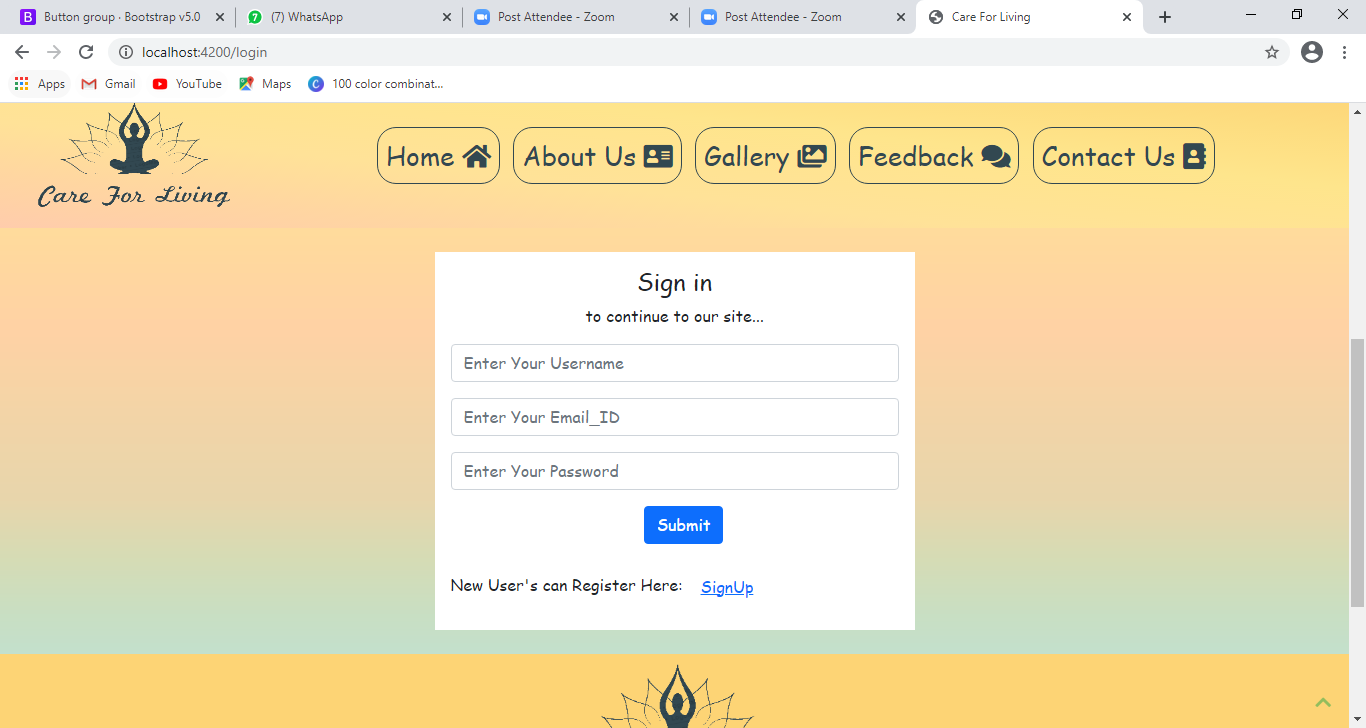 Button group · Bootstrap v5.0
(7) WhatsApp
Post Attendee - Zoom
Post Attendee - Zoom
Care For Living
localhost:4200/login
Apps
Gmail
YouTube
Maps
100 color combinat...
Care For Living
Home
About Us
Gallery
Feedback
Contact Us
Sign in
to continue to our site...
Enter Your Username
Enter Your Email_ID
Enter Your Password
Submit
New User's can Register Here: SignUp